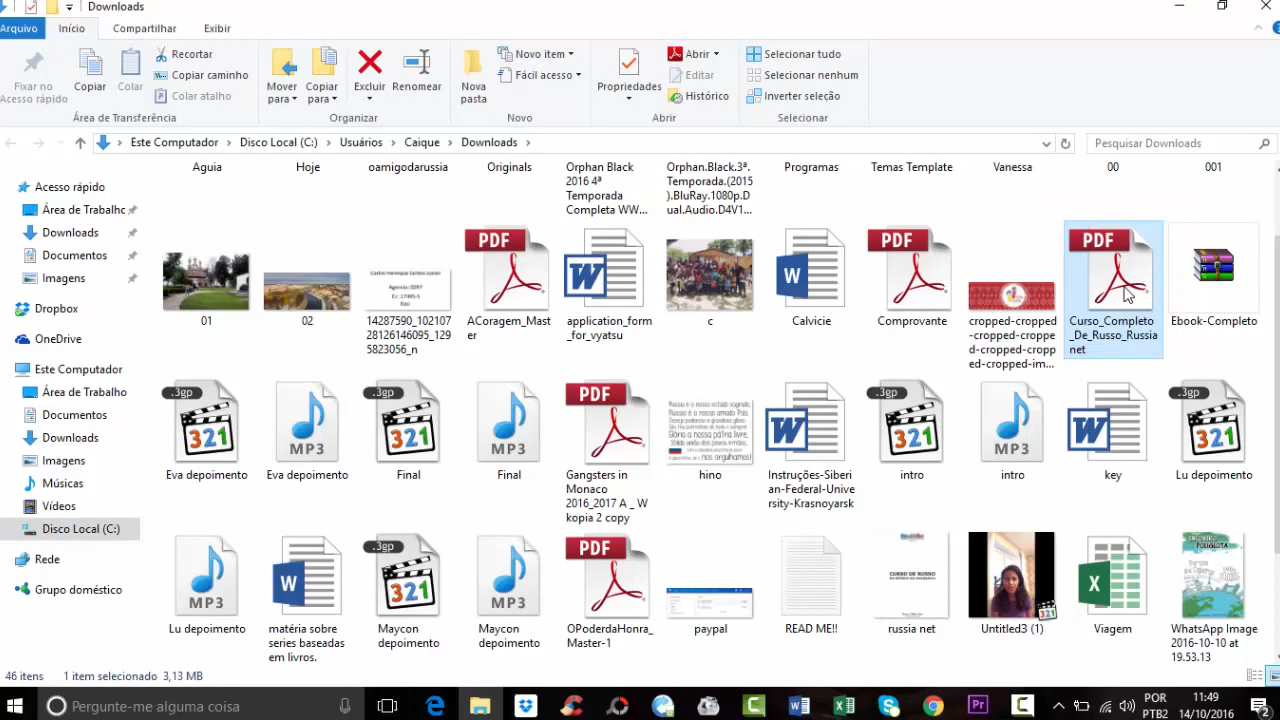 Downloads
Arquivo Início Compartilhar Exibir
Fixar no Acesso rápido
Copiar
Colar
Recortar
Copiar caminho
Colar atalho
Área de Transferência
Mover para
Copiar para
Excluir
Renomear
Organizar
Nova pasta
Novo item
Fácil acesso
Novo
Propriedades
Abrir
Editar
Histórico
Abrir
Selecionar tudo
Selecionar nenhum
Inverter seleção
Selecionar
Este Computador Disco Local (C:) Usuários Caique Downloads
Pesquisar Downloads
Acesso rápido
Área de Trabalho
Downloads
Documentos
Imagens
Dropbox
OneDrive
Este Computador
Área de Trabalho
Documentos
Downloads
Imagens
Músicas
Vídeos
Disco Local (C:)
Rede
Grupo doméstico
Aguia
Hoje
oamigodarussia
Originals
Orphan Black
2016 4ª
Temporada
Completa WW...
Orphan.Black.3ª.
Temporada.(2015
).BluRay.1080p.D
ual.Audio.D4V1...
Programas
Temas Template
Vanessa
00
001
01
02
14287590_102107
28126146095_129
5823056_n
PDF
ACoragem_Mast
er
W
application_form
_for_vyatsu
c
W
Calvicie
PDF
Comprovante
cropped-cropped
-cropped-croppe
d-cropped-cropp
ed-cropped-im...
PDF
Curso_Completo
_De_Russo_Russia
net
Ebook-Completo
.3gp
321
Eva depoimento
MP3
Eva depoimento
.3gp
321
Final
MP3
Final
PDF
Gangsters in
Monaco
2016_2017 A _ W
kopia 2 copy
hino
W
Instruções-Siberi
an-Federal-Unive
rsity-Krasnoyarsk
.3gp
321
intro
MP3
intro
W
key
.3gp
321
Lu depoimento
MP3
Lu depoimento
W
matéria sobre
series baseadas
em livros.
.3gp
321
Maycon
depoimento
MP3
Maycon
depoimento
PDF
OPoderdaHonra_
Master-1
paypal
READ ME!!
CURSO DE RUSSO
russia net
321
Untitled3 (1)
X
Viagem
WhatsApp Image
2016-10-10 at
19.53.13
46 itens 1 item selecionado 3,13 MB
Pergunte-me alguma coisa
POR
PTB2
11:49
14/10/2016
2